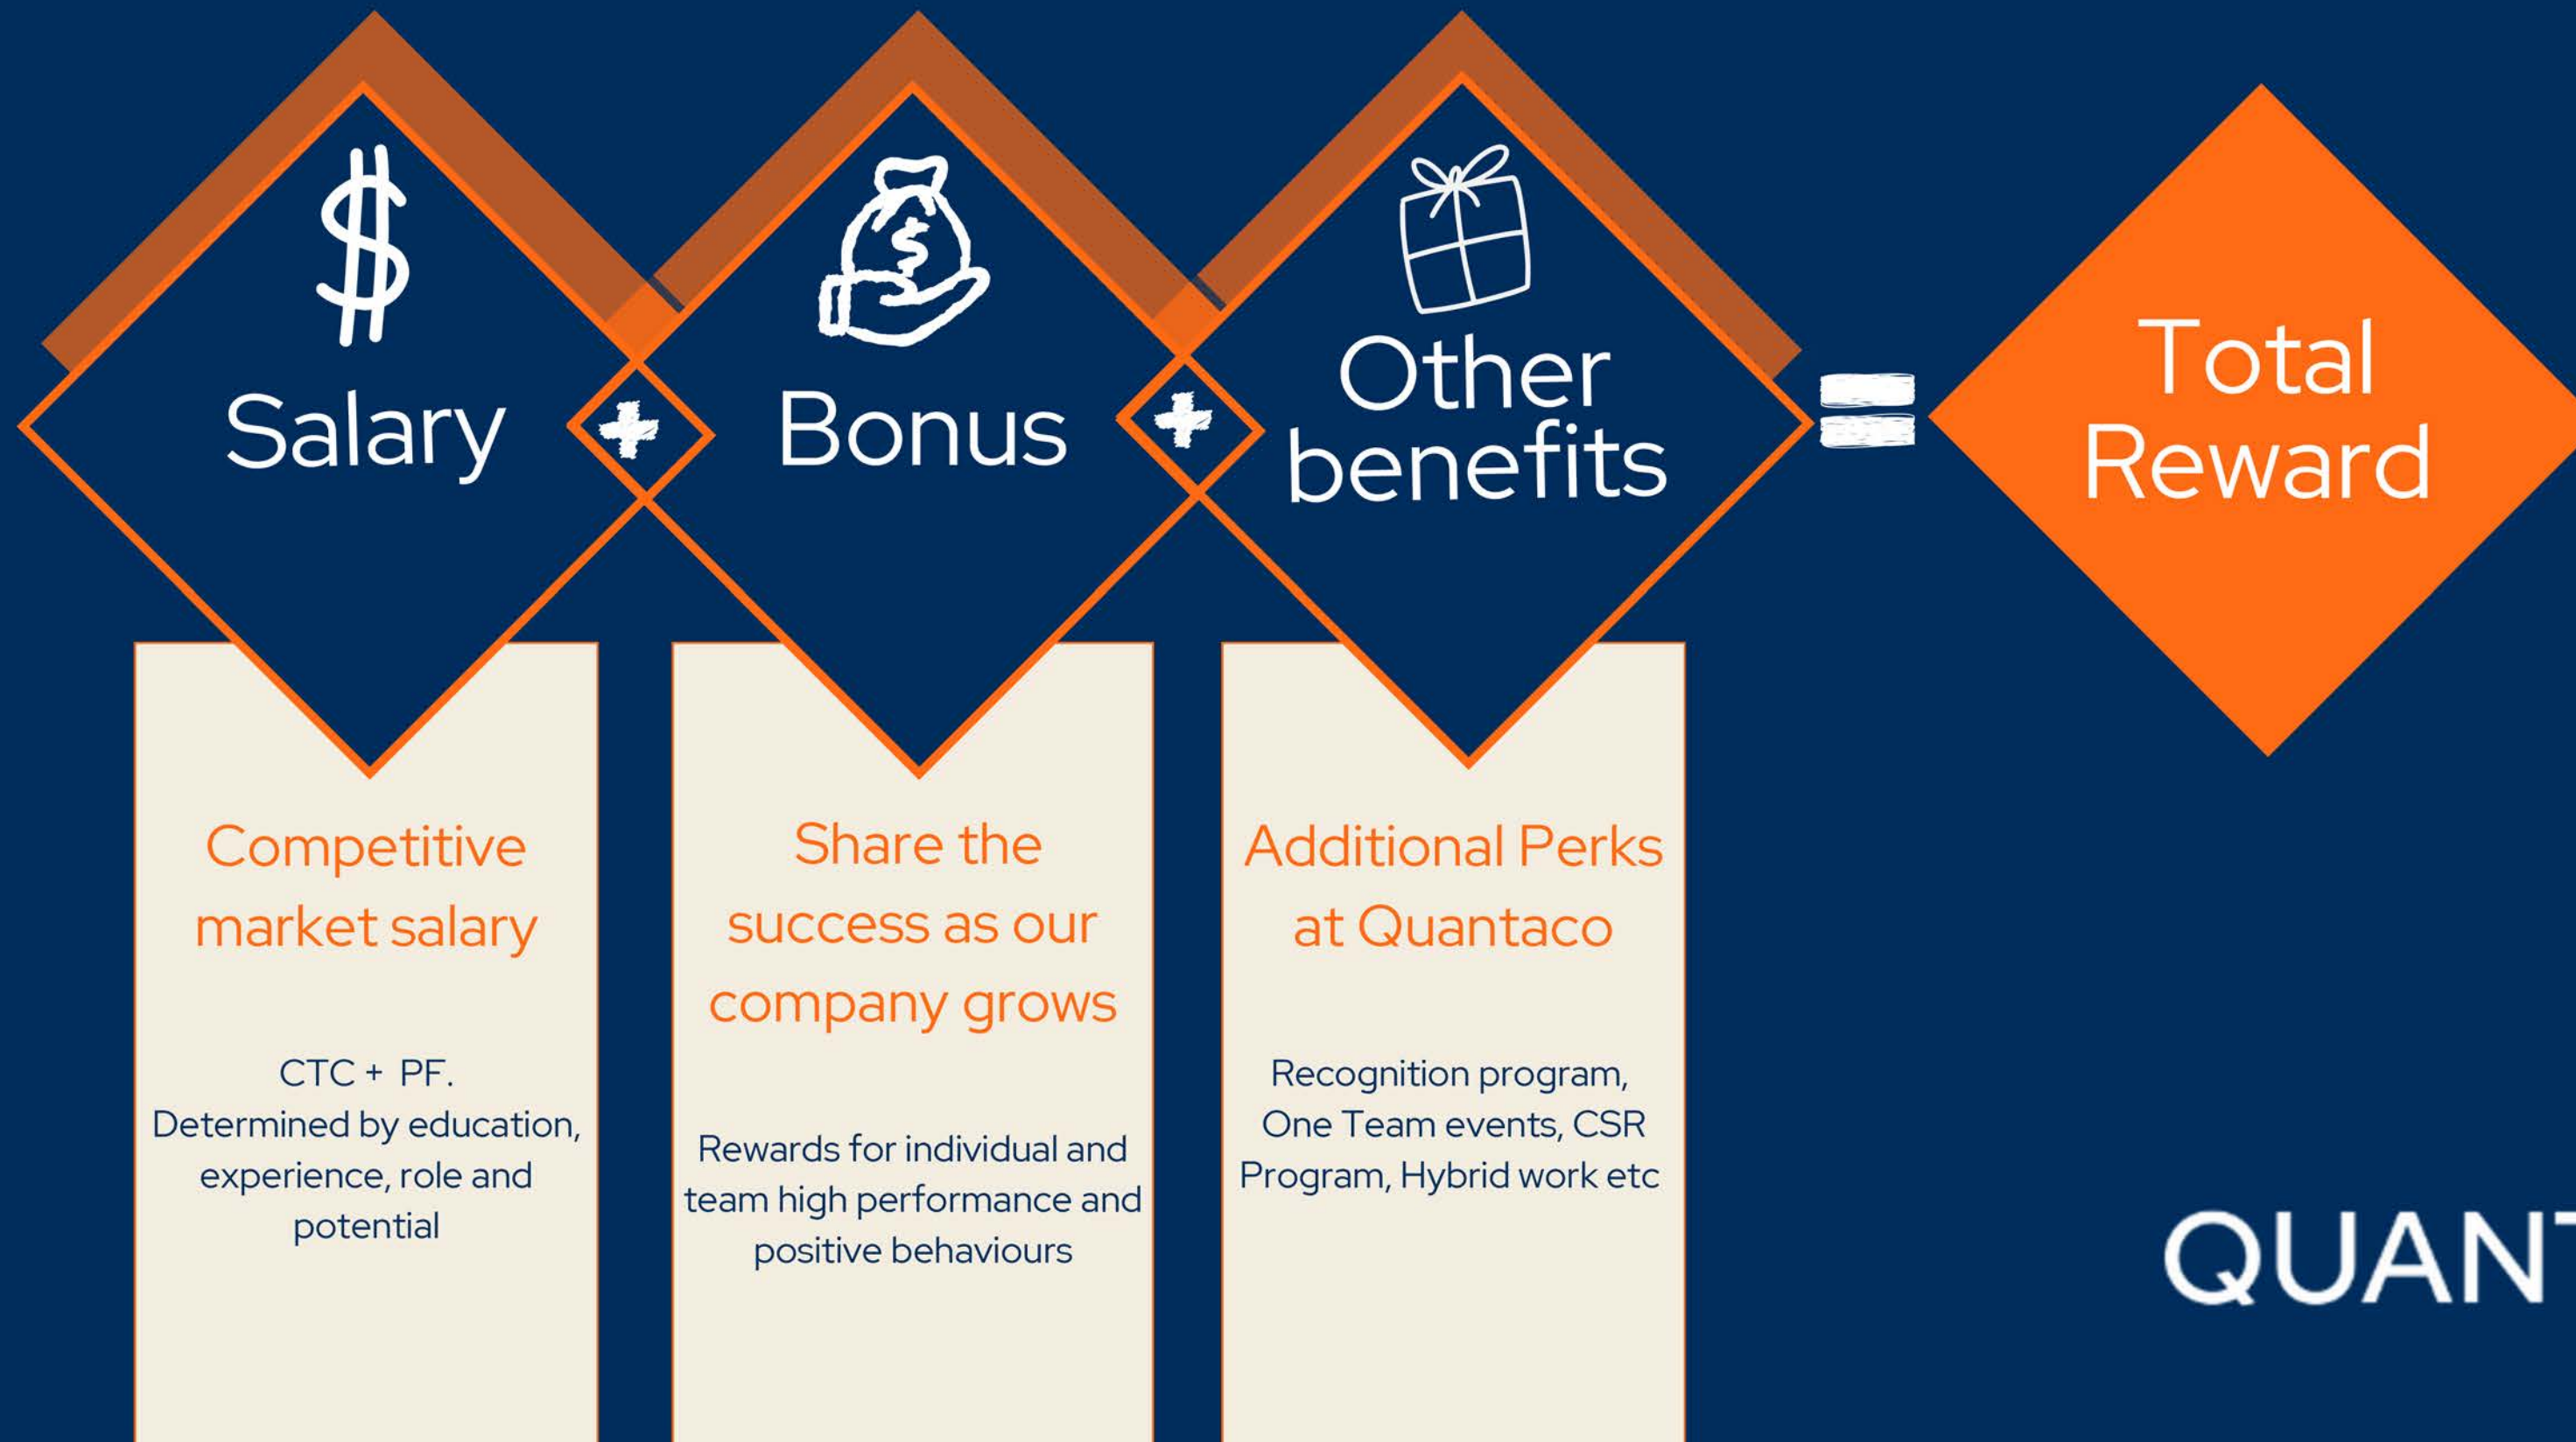 Salary
+
Bonus
+
Other
benefits
=
Total
Reward
Competitive
market salary
CTC + PF.
Determined by education,
experience, role and
potential
Share the
success as our
company grows
Rewards for individual and
team high performance and
positive behaviours
Additional Perks
at Quantaco
Recognition program,
One Team events, CSR
Program, Hybrid work etc
QUANT